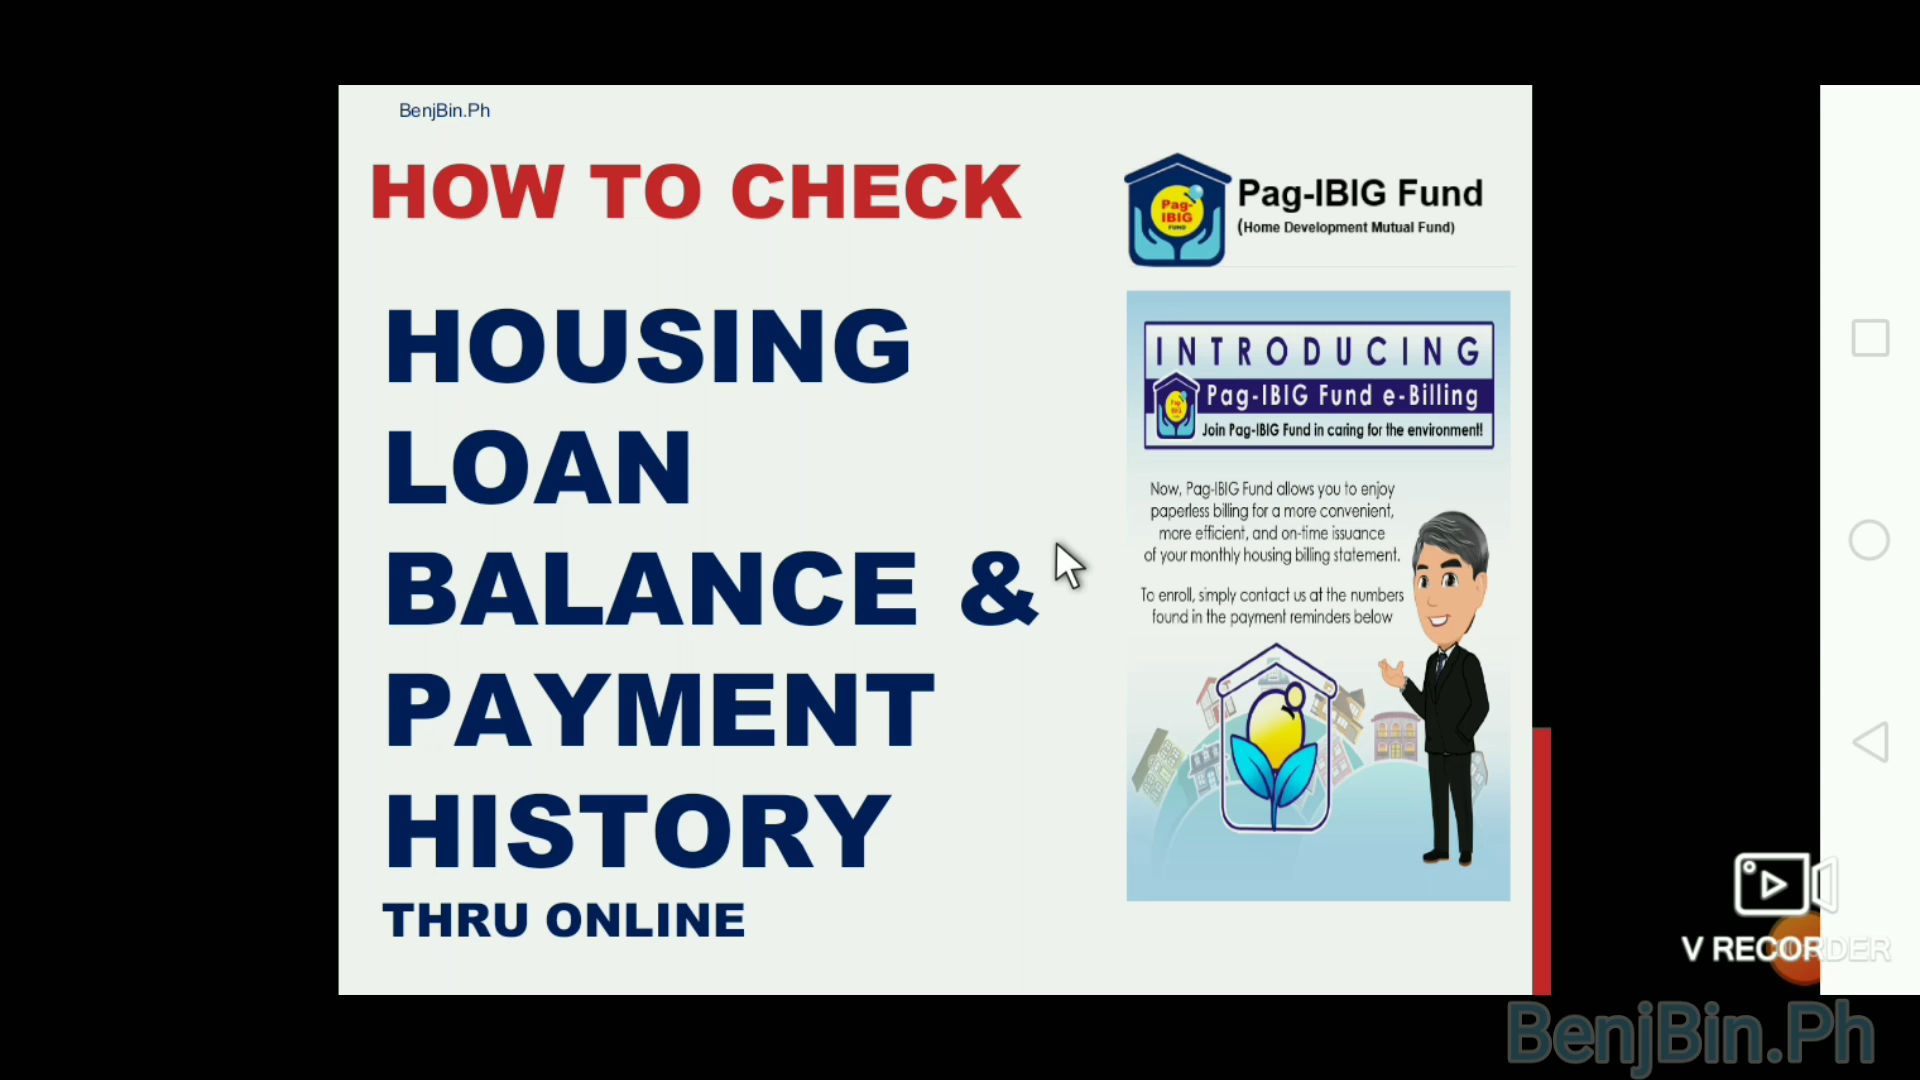 BenjBin.Ph
HOW TO CHECK
HOUSING
LOAN
BALANCE &
PAYMENT
HISTORY
THRU ONLINE
Pag-IBIG FUND
Pag-IBIG Fund
(Home Development Mutual Fund)
INTRODUCING
Pag-IBIG Fund e-Billing
Join Pag-IBIG Fund in caring for the environment!
Now, Pag-IBIG Fund allows you to enjoy
paperless billing for a more convenient,
more efficient, and on-time issuance
of your monthly housing billing statement.
To enroll, simply contact us at the numbers
found in the payment reminders below
V RECORDER
BenjBin.Ph